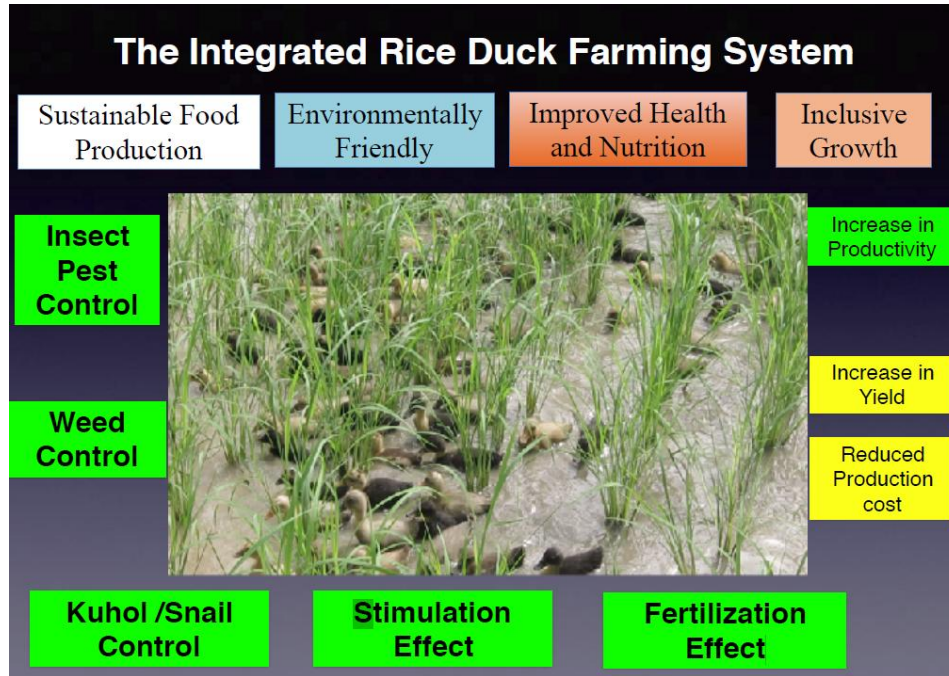 The Integrated Rice Duck Farming System
Sustainable Food
Production
Environmentally
Friendly
Improved Health
and Nutrition
Inclusive
Growth
Insect
Pest
Control
Increase in
Productivity
Increase in
Yield
Weed
Control
Reduced
Production
cost
Kuhol /Snail
Control
Stimulation
Effect
Fertilization
Effect